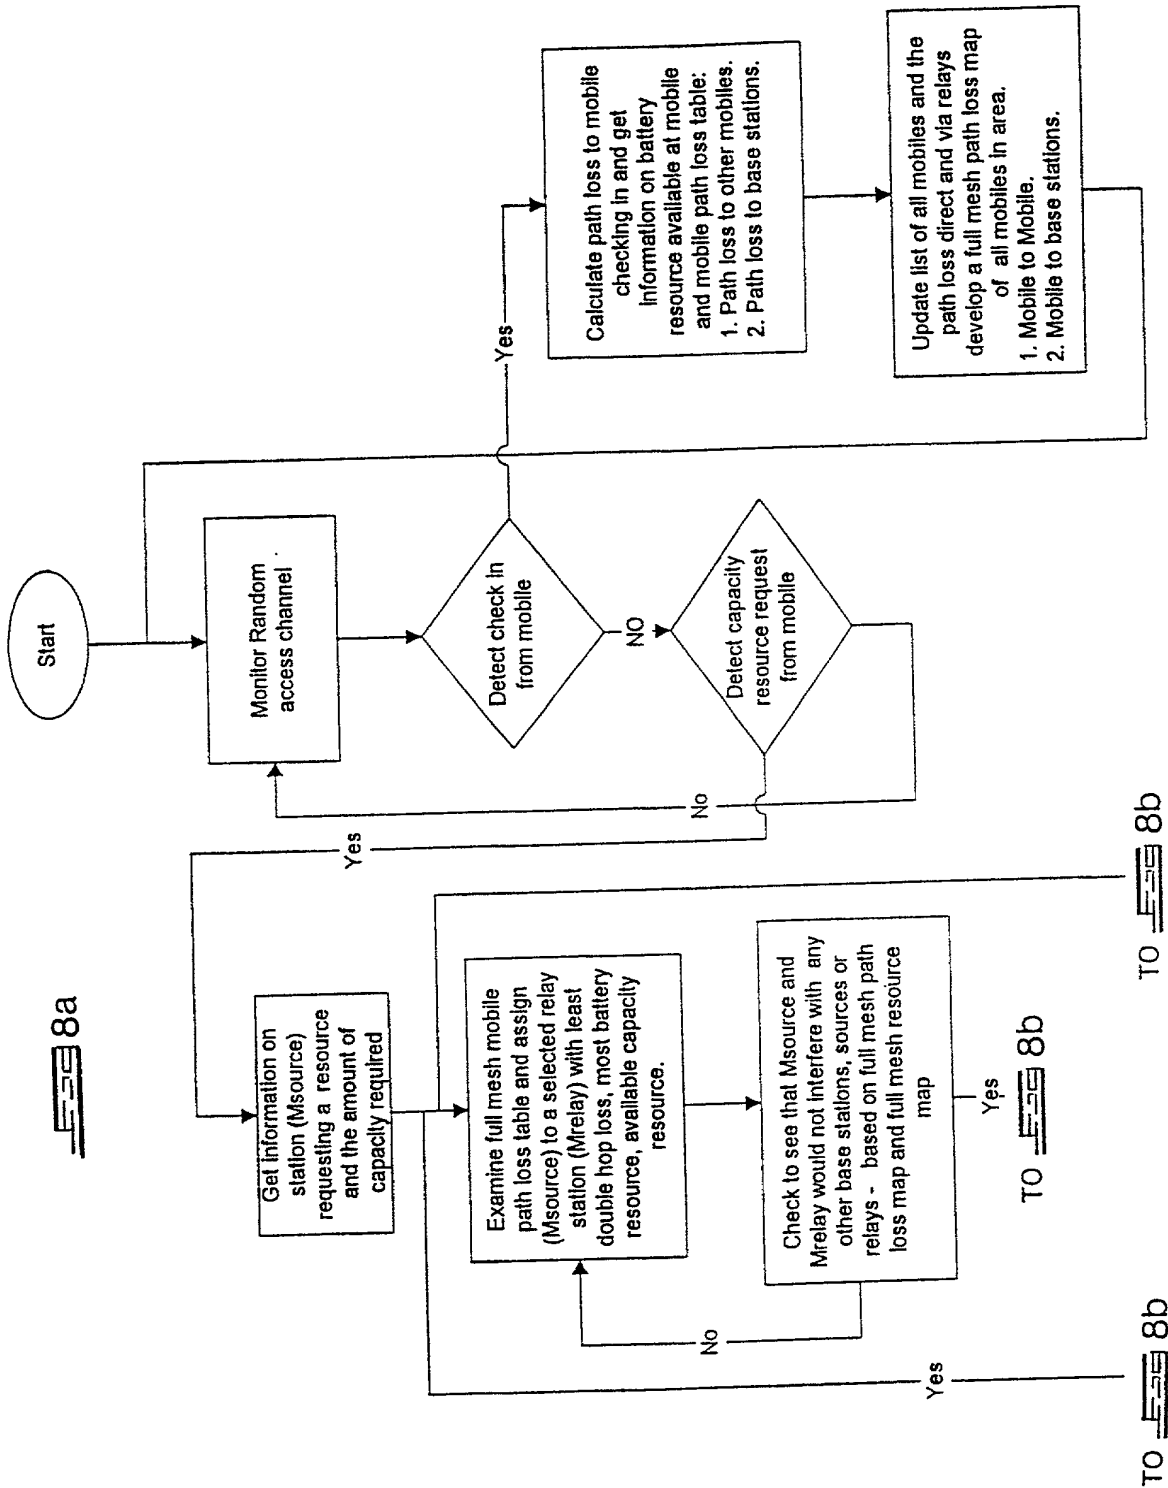 Fig 8a
Start
Monitor Random
access channel
Detect check in
from mobile
Yes
NO
Calculate path loss to mobile
checking in and get
information on battery
resource available at mobile
and mobile path loss table:
1. Path loss to other mobiles.
2. Path loss to base stations.
Update list of all mobiles and the
path loss direct and via relays
develop a full mesh path loss map
of all mobiles in area.
1. Mobile to Mobile.
2. Mobile to base stations.
Detect capacity
resource request
from mobile
No
Yes
Get information on
station (Msource)
requesting a resource
and the amount of
capacity required
Examine full mesh mobile
path loss table and assign
(Msource) to a selected relay
station (Mrelay) with least
double hop loss, most battery
resource, available capacity
resource.
Check to see that Msource and
Mrelay would not interfere with any
other base stations, sources or
relays - based on full mesh path
loss map and full mesh resource
map
No
Yes
Yes
TO Fig 8b
TO Fig 8b
TO Fig 8b